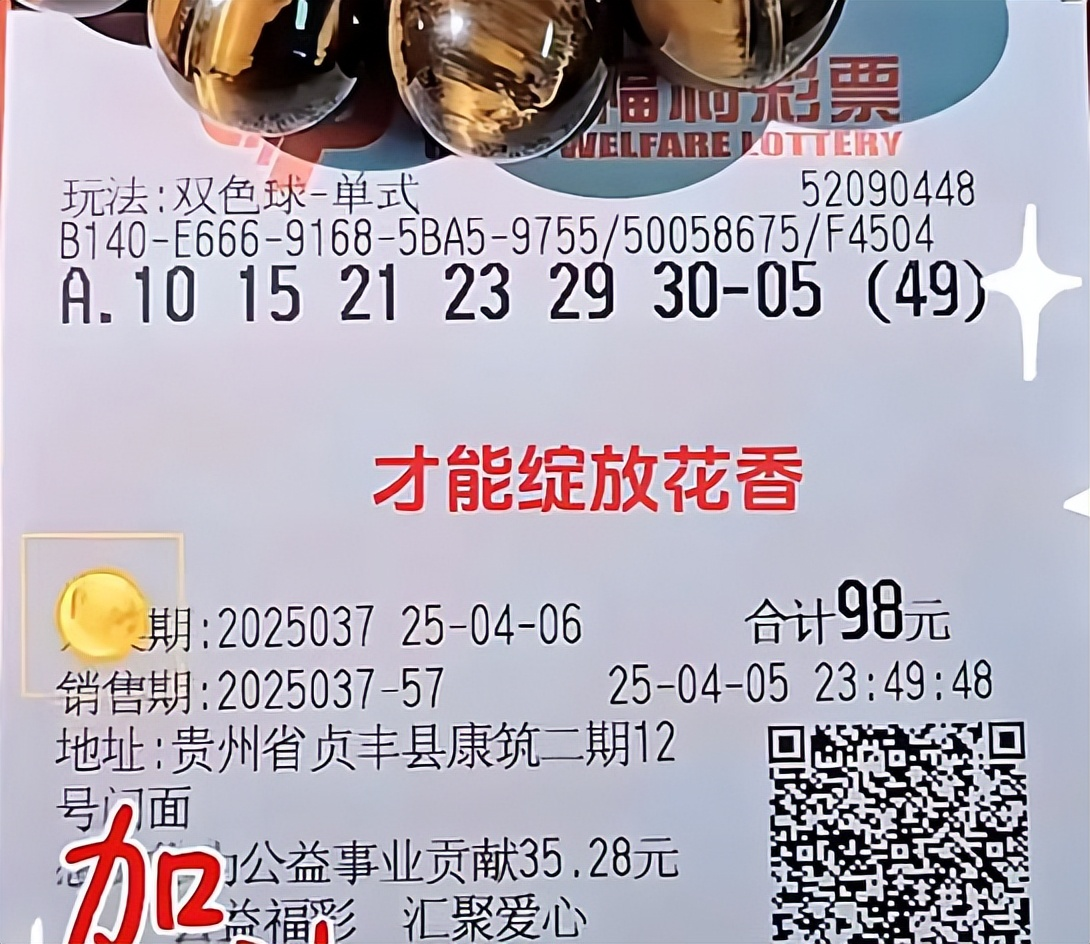 福利彩票
WELFARE LOTTERY
玩法:双色球-单式 52090448
B140-E666-9168-5BA5-9755/50058675/F4504
A.10 15 21 23 29 30-05 (49)
才能绽放花香
期:2025037 25-04-06 合计98元
销售期:2025037-57 25-04-05 23:49:48
地址:贵州省贞丰县康筑二期12
号门面
为公益事业贡献35.28元
益福彩 汇聚爱心
加